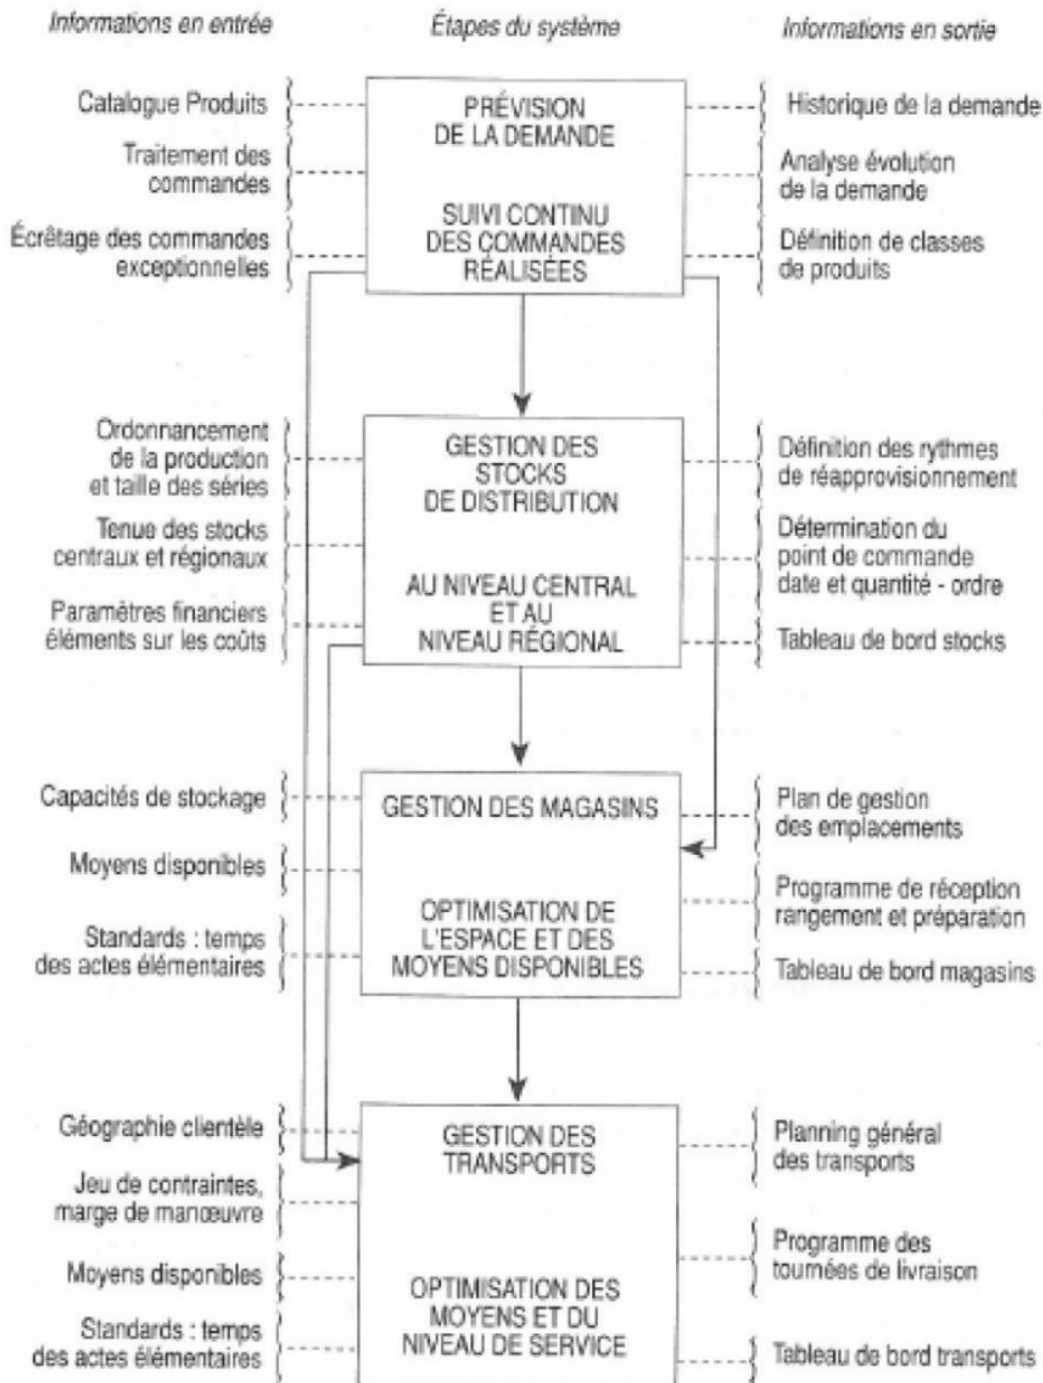 Informations en entrée
Étapes du système
Informations en sortie
Catalogue Produits
Traitement des
commandes
Écrêtage des commandes
exceptionnelles
PRÉVISION
DE LA DEMANDE
SUIVI CONTINU
DES COMMANDES
RÉALISÉES
Historique de la demande
Analyse évolution
de la demande
Définition de classes
de produits
Ordonnancement
de la production
et taille des séries
Tenue des stocks
centraux et régionaux
Paramètres financiers
éléments sur les coûts
GESTION DES
STOCKS
DE DISTRIBUTION
AU NIVEAU CENTRAL
ET AU
NIVEAU RÉGIONAL
Définition des rythmes
de réapprovisionnement
Détermination du
point de commande
date et quantité - ordre
Tableau de bord stocks
Capacités de stockage
Moyens disponibles
Standards : temps
des actes élémentaires
GESTION DES MAGASINS
OPTIMISATION DE
L'ESPACE ET DES
MOYENS DISPONIBLES
Plan de gestion
des emplacements
Programme de réception
rangement et préparation
Tableau de bord magasins
Géographie clientèle
Jeu de contraintes,
marge de manœuvre
Moyens disponibles
Standards : temps
des actes élémentaires
GESTION DES
TRANSPORTS
OPTIMISATION DES
MOYENS ET DU
NIVEAU DE SERVICE
Planning général
des transports
Programme des
tournées de livraison
Tableau de bord transports